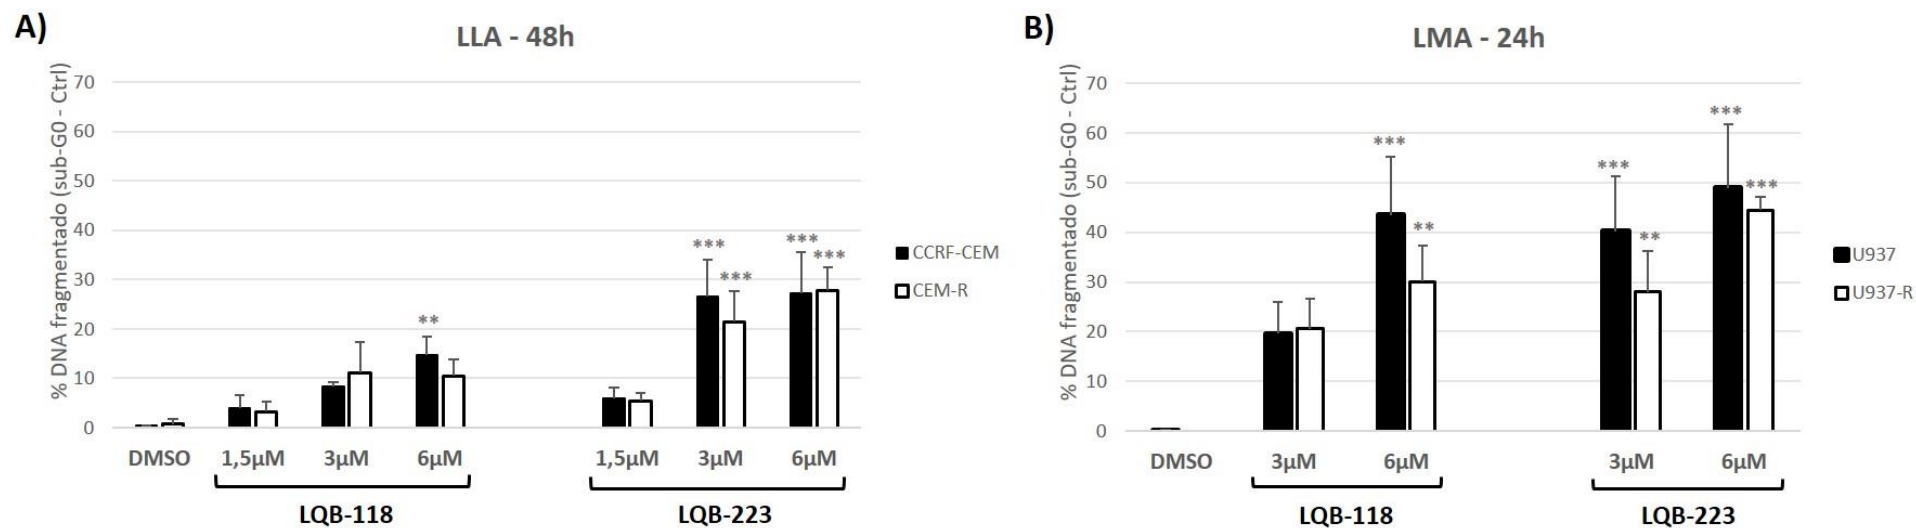 A)
LLA - 48h
% DNA fragmentado (sub-G0 - Ctrl)
70
60
50
40
30
20
10
0
**
***
***
***
***
CCRF-CEM
CEM-R
DMSO 1,5µM 3µM 6µM 1,5µM 3µM 6µM
LQB-118 LQB-223
B)
LMA - 24h
% DNA fragmentado (sub-G0 - Ctrl)
70
60
50
40
30
20
10
0
***
**
***
**
***
***
U937
U937-R
DMSO 3µM 6µM 3µM 6µM
LQB-118 LQB-223